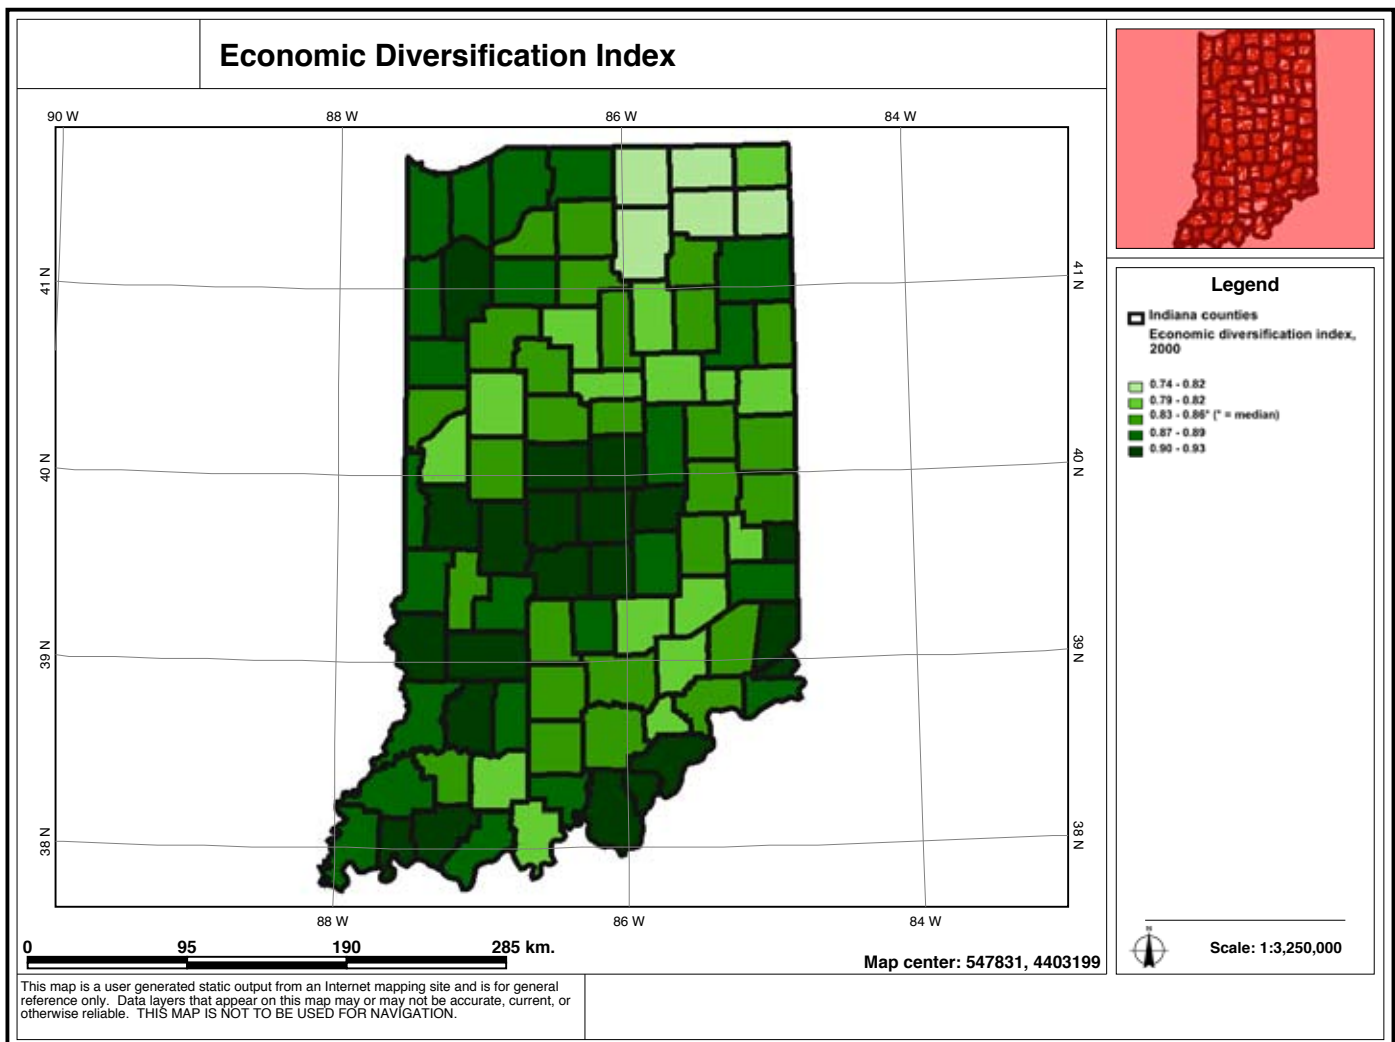 Economic Diversification Index
90 W
88 W
86 W
84 W
41 N
41 N
40 N
40 N
39 N
39 N
38 N
38 N
88 W
86 W
84 W
0
95
190
285 km.
Map center: 547831, 4403199
This map is a user generated static output from an Internet mapping site and is for general
reference only. Data layers that appear on this map may or may not be accurate, current, or
otherwise reliable. THIS MAP IS NOT TO BE USED FOR NAVIGATION.
Legend
Indiana counties
Economic diversification index,
2000
0.74 - 0.82
0.79 - 0.82
0.83 - 0.86* (* = median)
0.87 - 0.89
0.90 - 0.93
N
Scale: 1:3,250,000